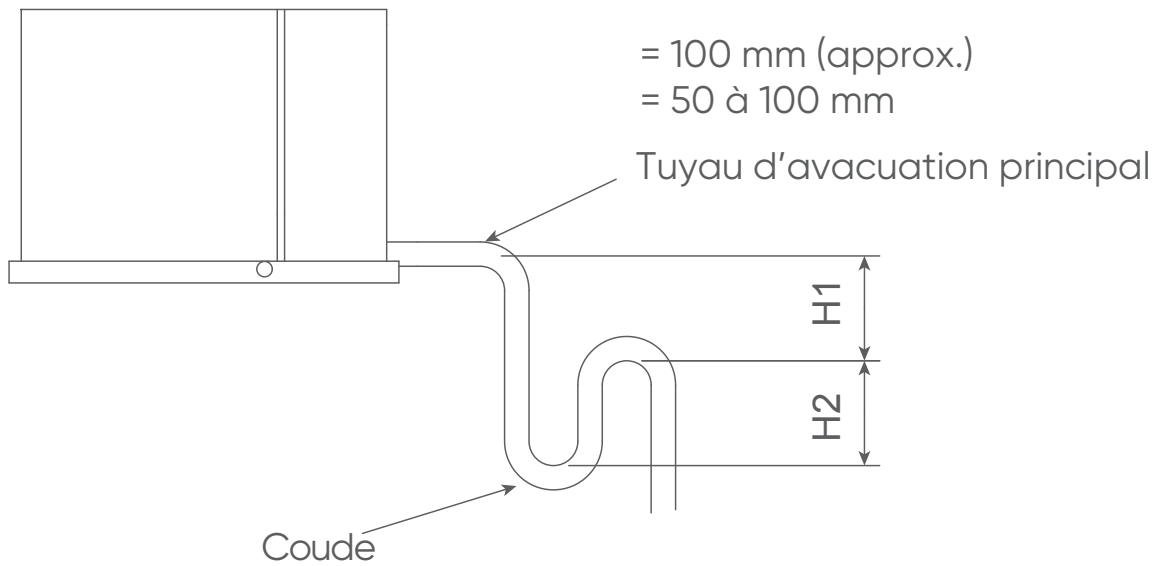 = 100 mm (approx.)
= 50 à 100 mm
Tuyau d'avacuation principal
H1
H2
Coude